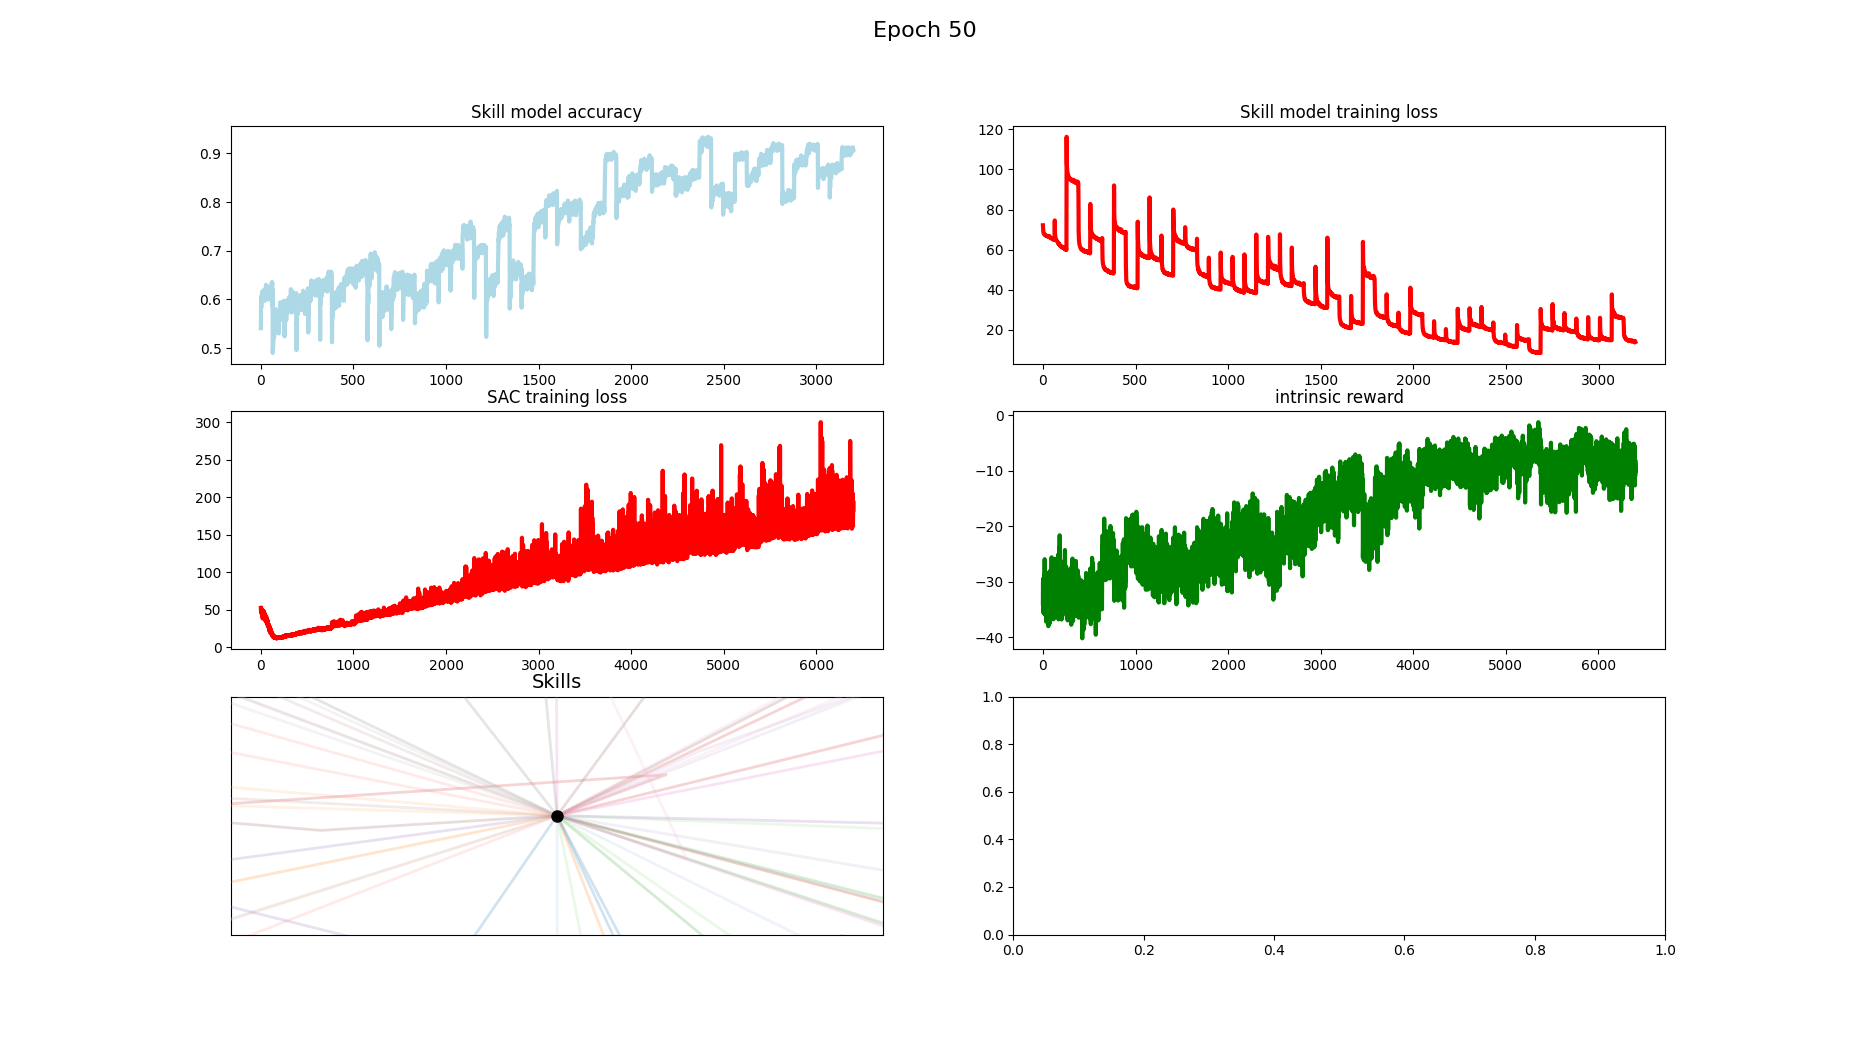 Epoch 50
Skill model accuracy
0.9
0.8
0.7
0.6
0.5
0 500 1000 1500 2000 2500 3000
Skill model training loss
120
100
80
60
40
20
0 500 1000 1500 2000 2500 3000
SAC training loss
300
250
200
150
100
50
0
0 1000 2000 3000 4000 5000 6000
intrinsic reward
0
−10
−20
−30
−40
0 1000 2000 3000 4000 5000 6000
Skills
1.0
0.8
0.6
0.4
0.2
0.0
0.0 0.2 0.4 0.6 0.8 1.0